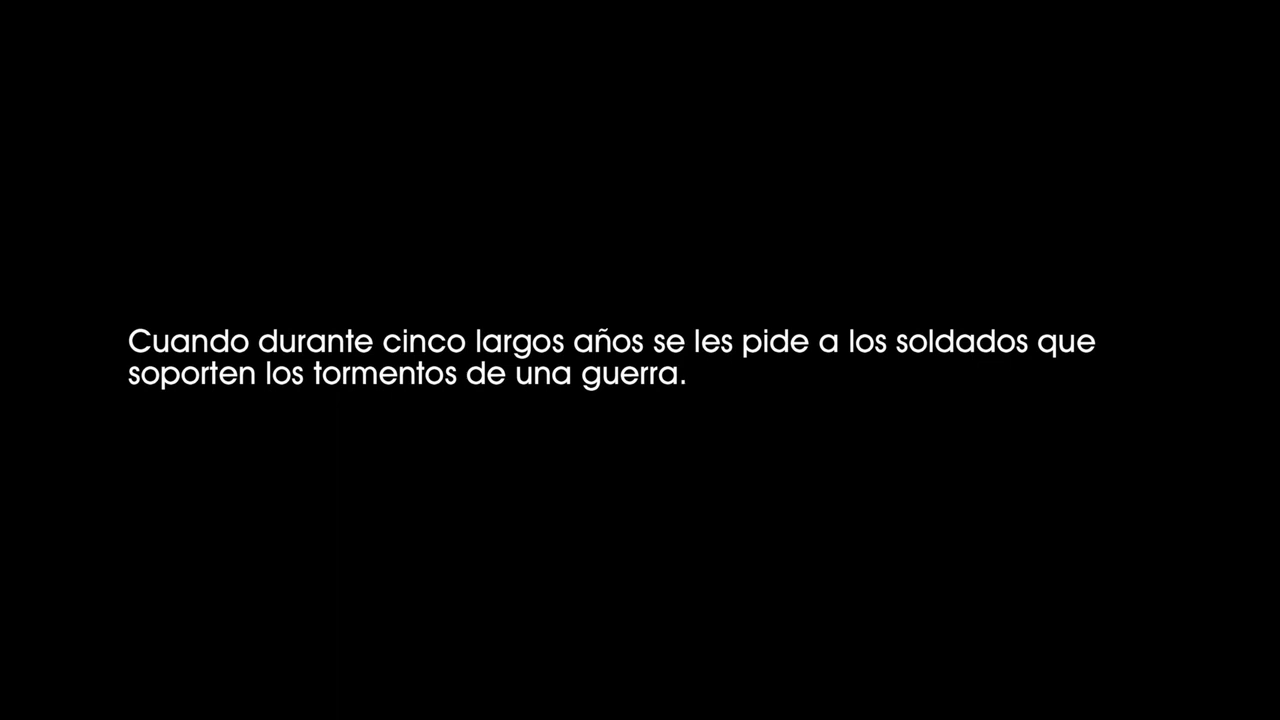 Cuando durante cinco largos años se les pide a los soldados que
soporten los tormentos de una guerra.